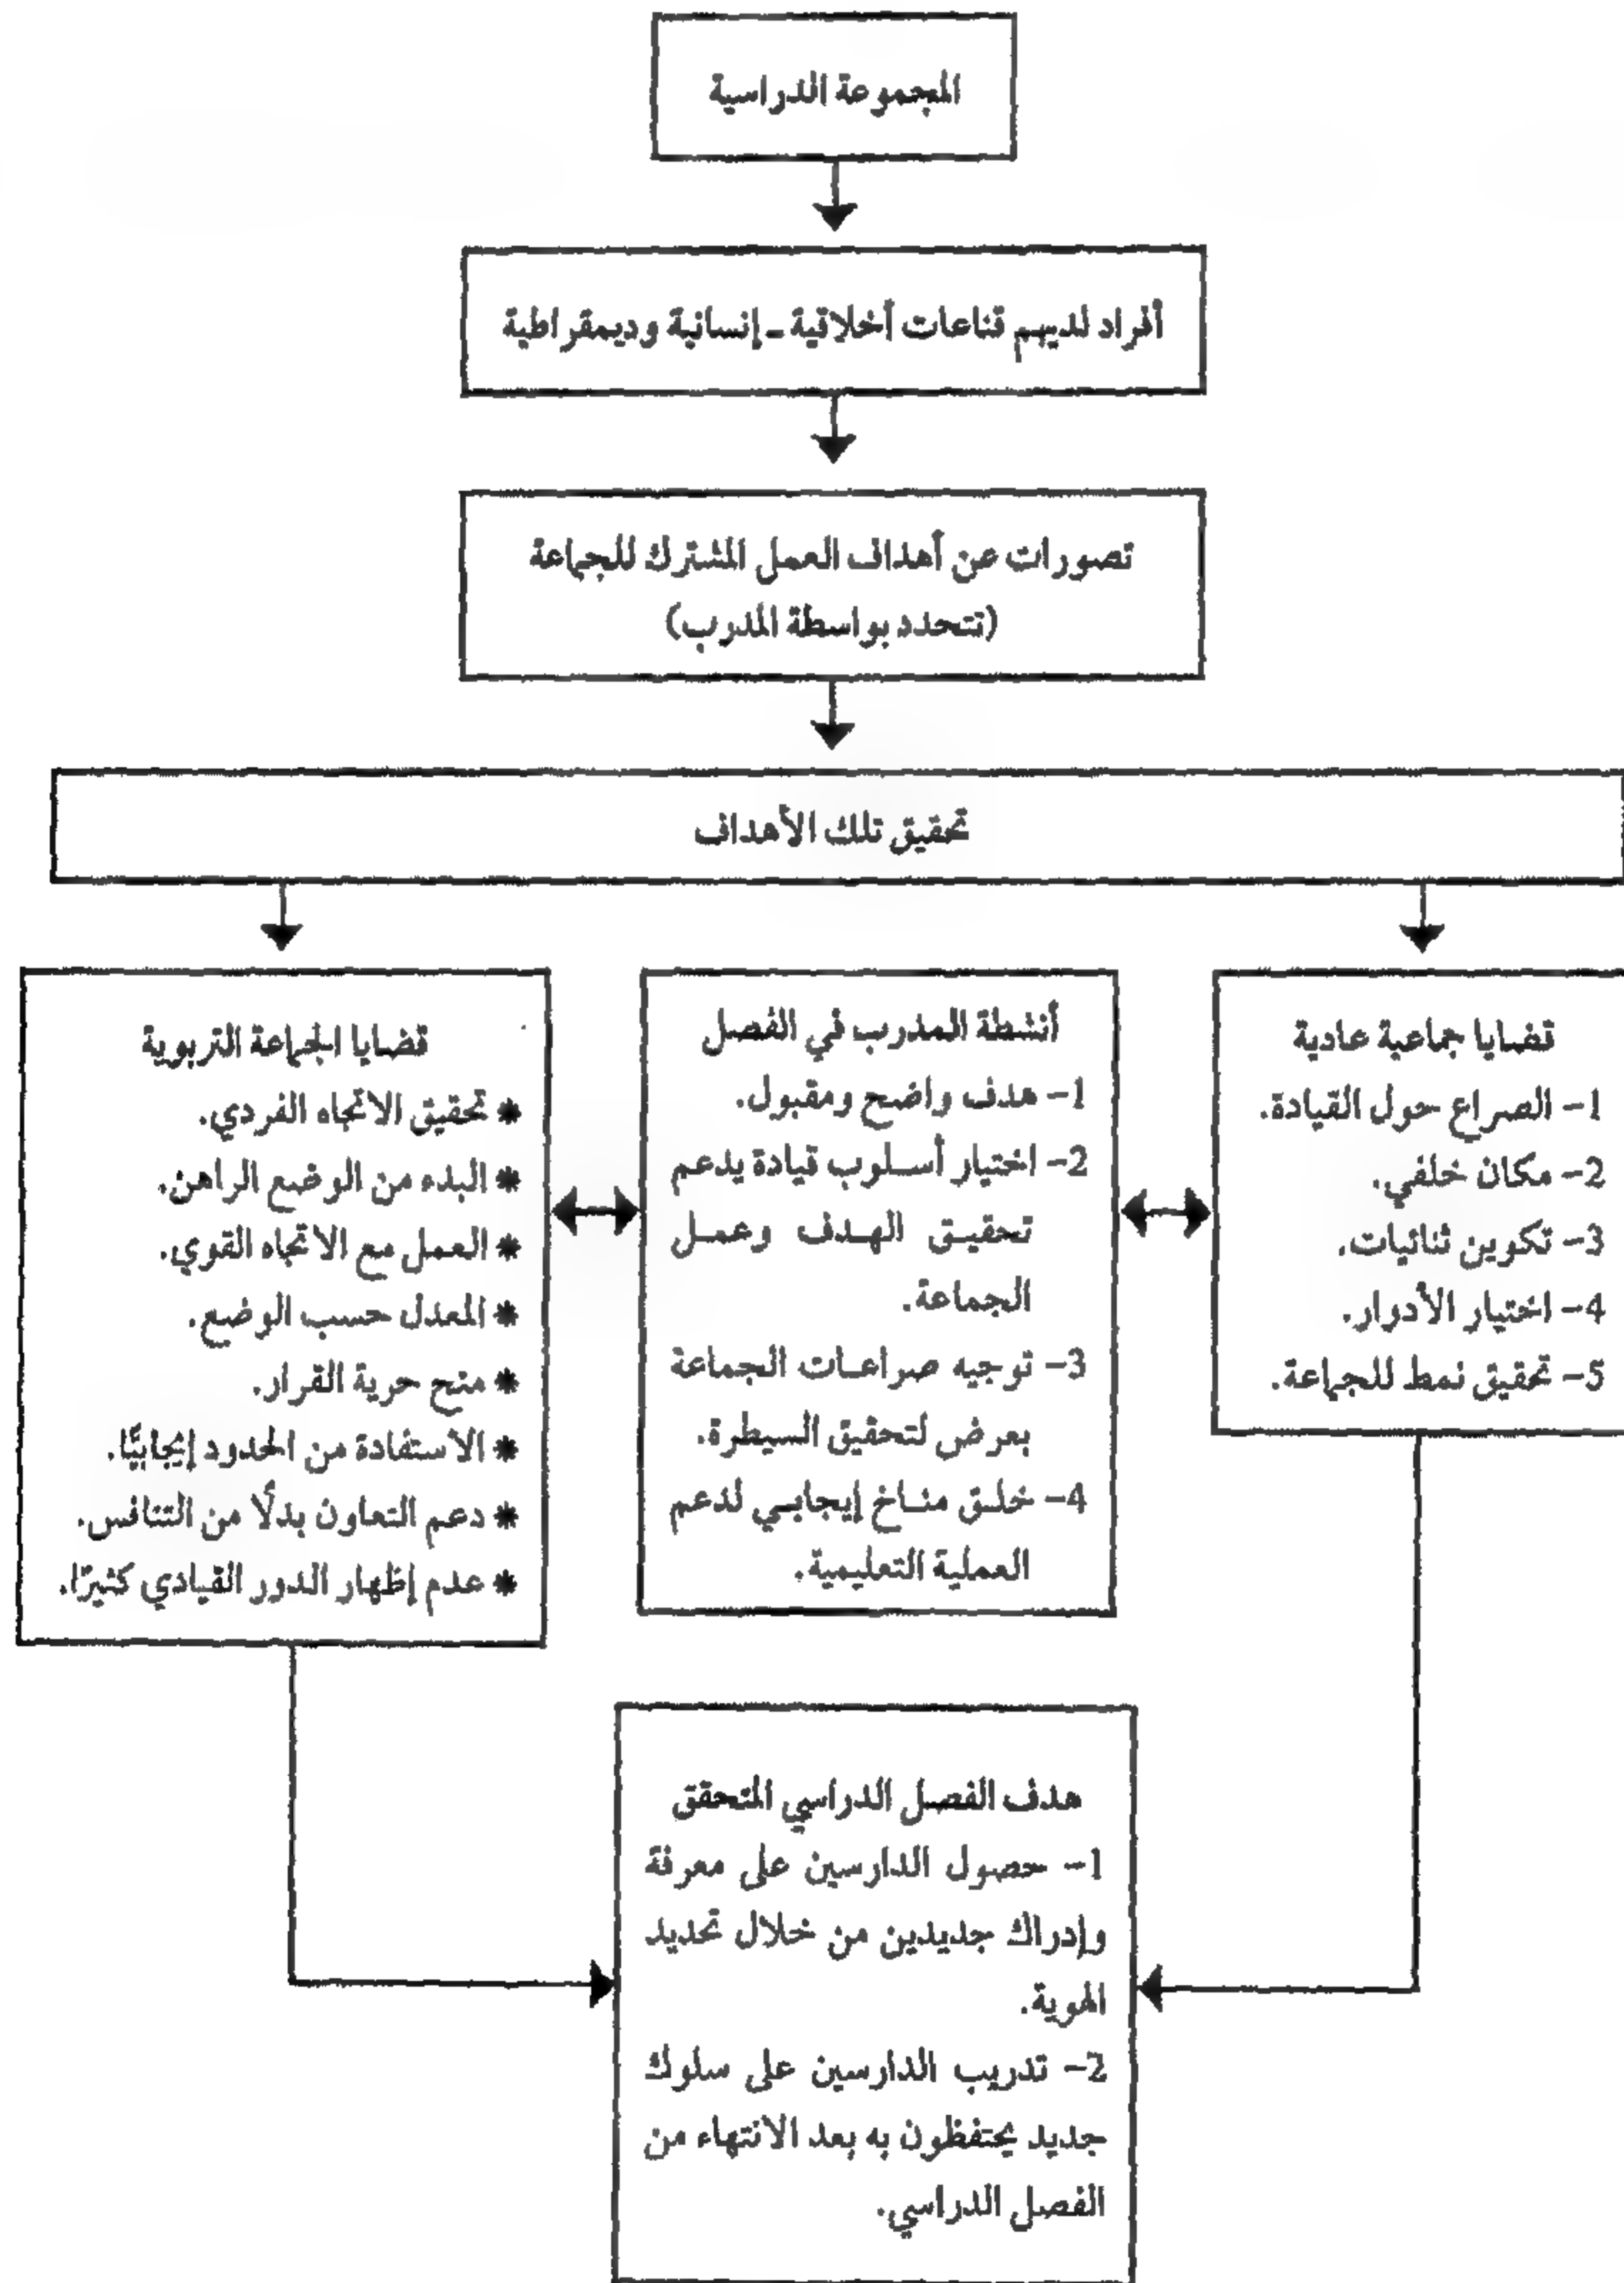 المجموعة الدراسية
أفراد لديهم قناعات أخلاقية - إنسانية وديمقراطية
تصورات عن أهداف العمل المشترك للجماعة
(تتحدد بواسطة المدرب)
تحقيق تلك الأهداف
قضايا جماعية عادية
1- الصراع حول القيادة.
2- مكان خلفي.
3- تكوين ثنائيات.
4- اختيار الأدوار.
5- تحقيق نمط للجماعة.
أنشطة المدرب في الفصل
1- هدف واضح ومقبول.
2- اختيار أسلوب قيادة يدعم
تحقيق الهدف وعمل
الجماعة.
3- توجيه صراعات الجماعة
بعرض لتحقيق السيطرة.
4- خلق مناخ إيجابي لدعم
العملية التعليمية.
قضايا الجماعة التربوية
* تحقيق الاتجاه الفردي.
* البدء من الوضع الراهن.
* العمل مع الاتجاه القوي.
* المعدل حسب الوضع.
* منح حرية القرار.
* الاستفادة من الحدود إيجابيًّا.
* دعم التعاون بدلًا من التنافس.
* عدم إظهار الدور القيادي كثيرًا.
هدف الفصل الدراسي المتحقق
1- حصول الدارسين على معرفة
وإدراك جديدين من خلال تحديد
الهوية.
2- تدريب الدارسين على سلوك
جديد يحتفظون به بعد الانتهاء من
الفصل الدراسي.